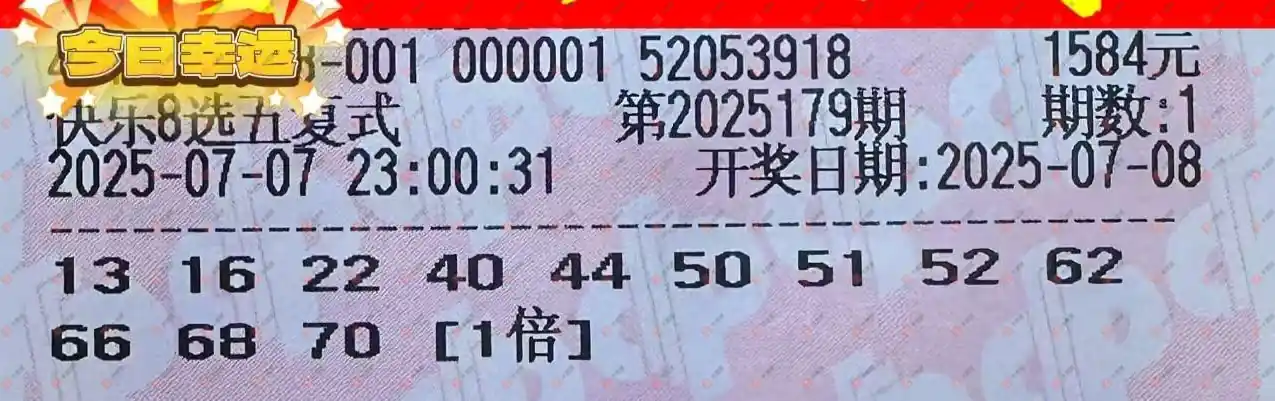 今日幸运
-001 000001 52053918 1584元
快乐8选五复式 第2025179期 期数:1
2025-07-07 23:00:31 开奖日期:2025-07-08
13 16 22 40 44 50 51 52 62
66 68 70 [1倍]